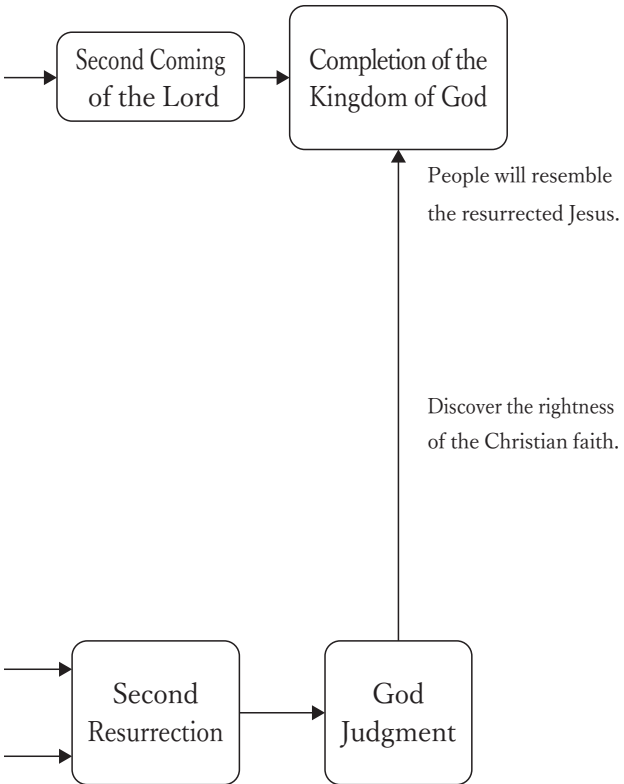 Second Coming
of the Lord
Completion of the
Kingdom of God
People will resemble
the resurrected Jesus.
Discover the rightness
of the Christian faith.
Second
Resurrection
God
Judgment